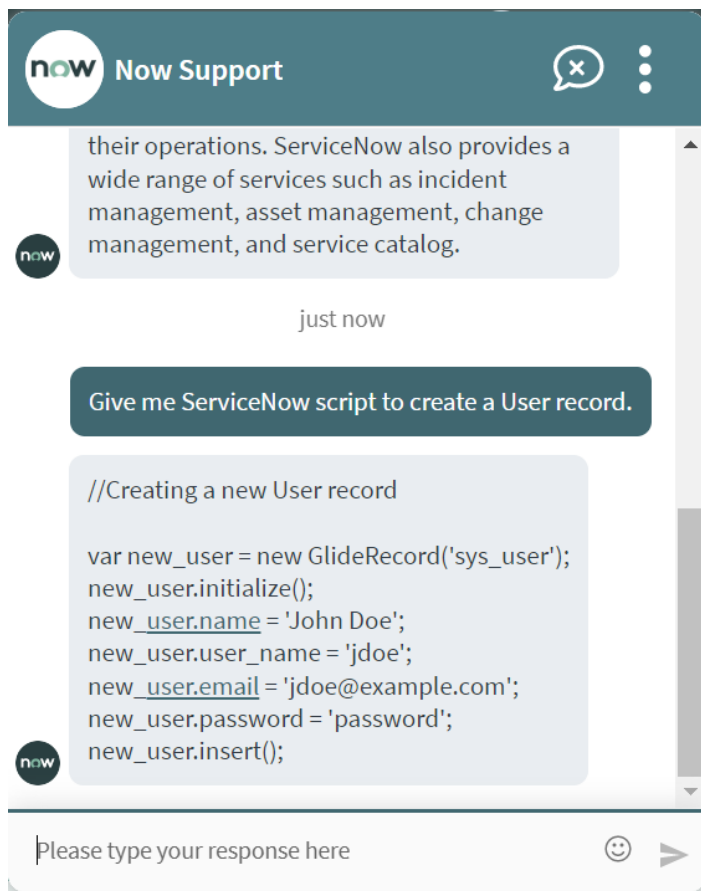 now Now Support
their operations. ServiceNow also provides a
wide range of services such as incident
management, asset management, change
management, and service catalog.
now
just now
Give me ServiceNow script to create a User record.
//Creating a new User record
var new_user = new GlideRecord('sys_user');
new_user.initialize();
new_user.name = 'John Doe';
new_user.user_name = 'jdoe';
new_user.email = 'jdoe@example.com';
new_user.password = 'password';
new_user.insert();
now
Please type your response here